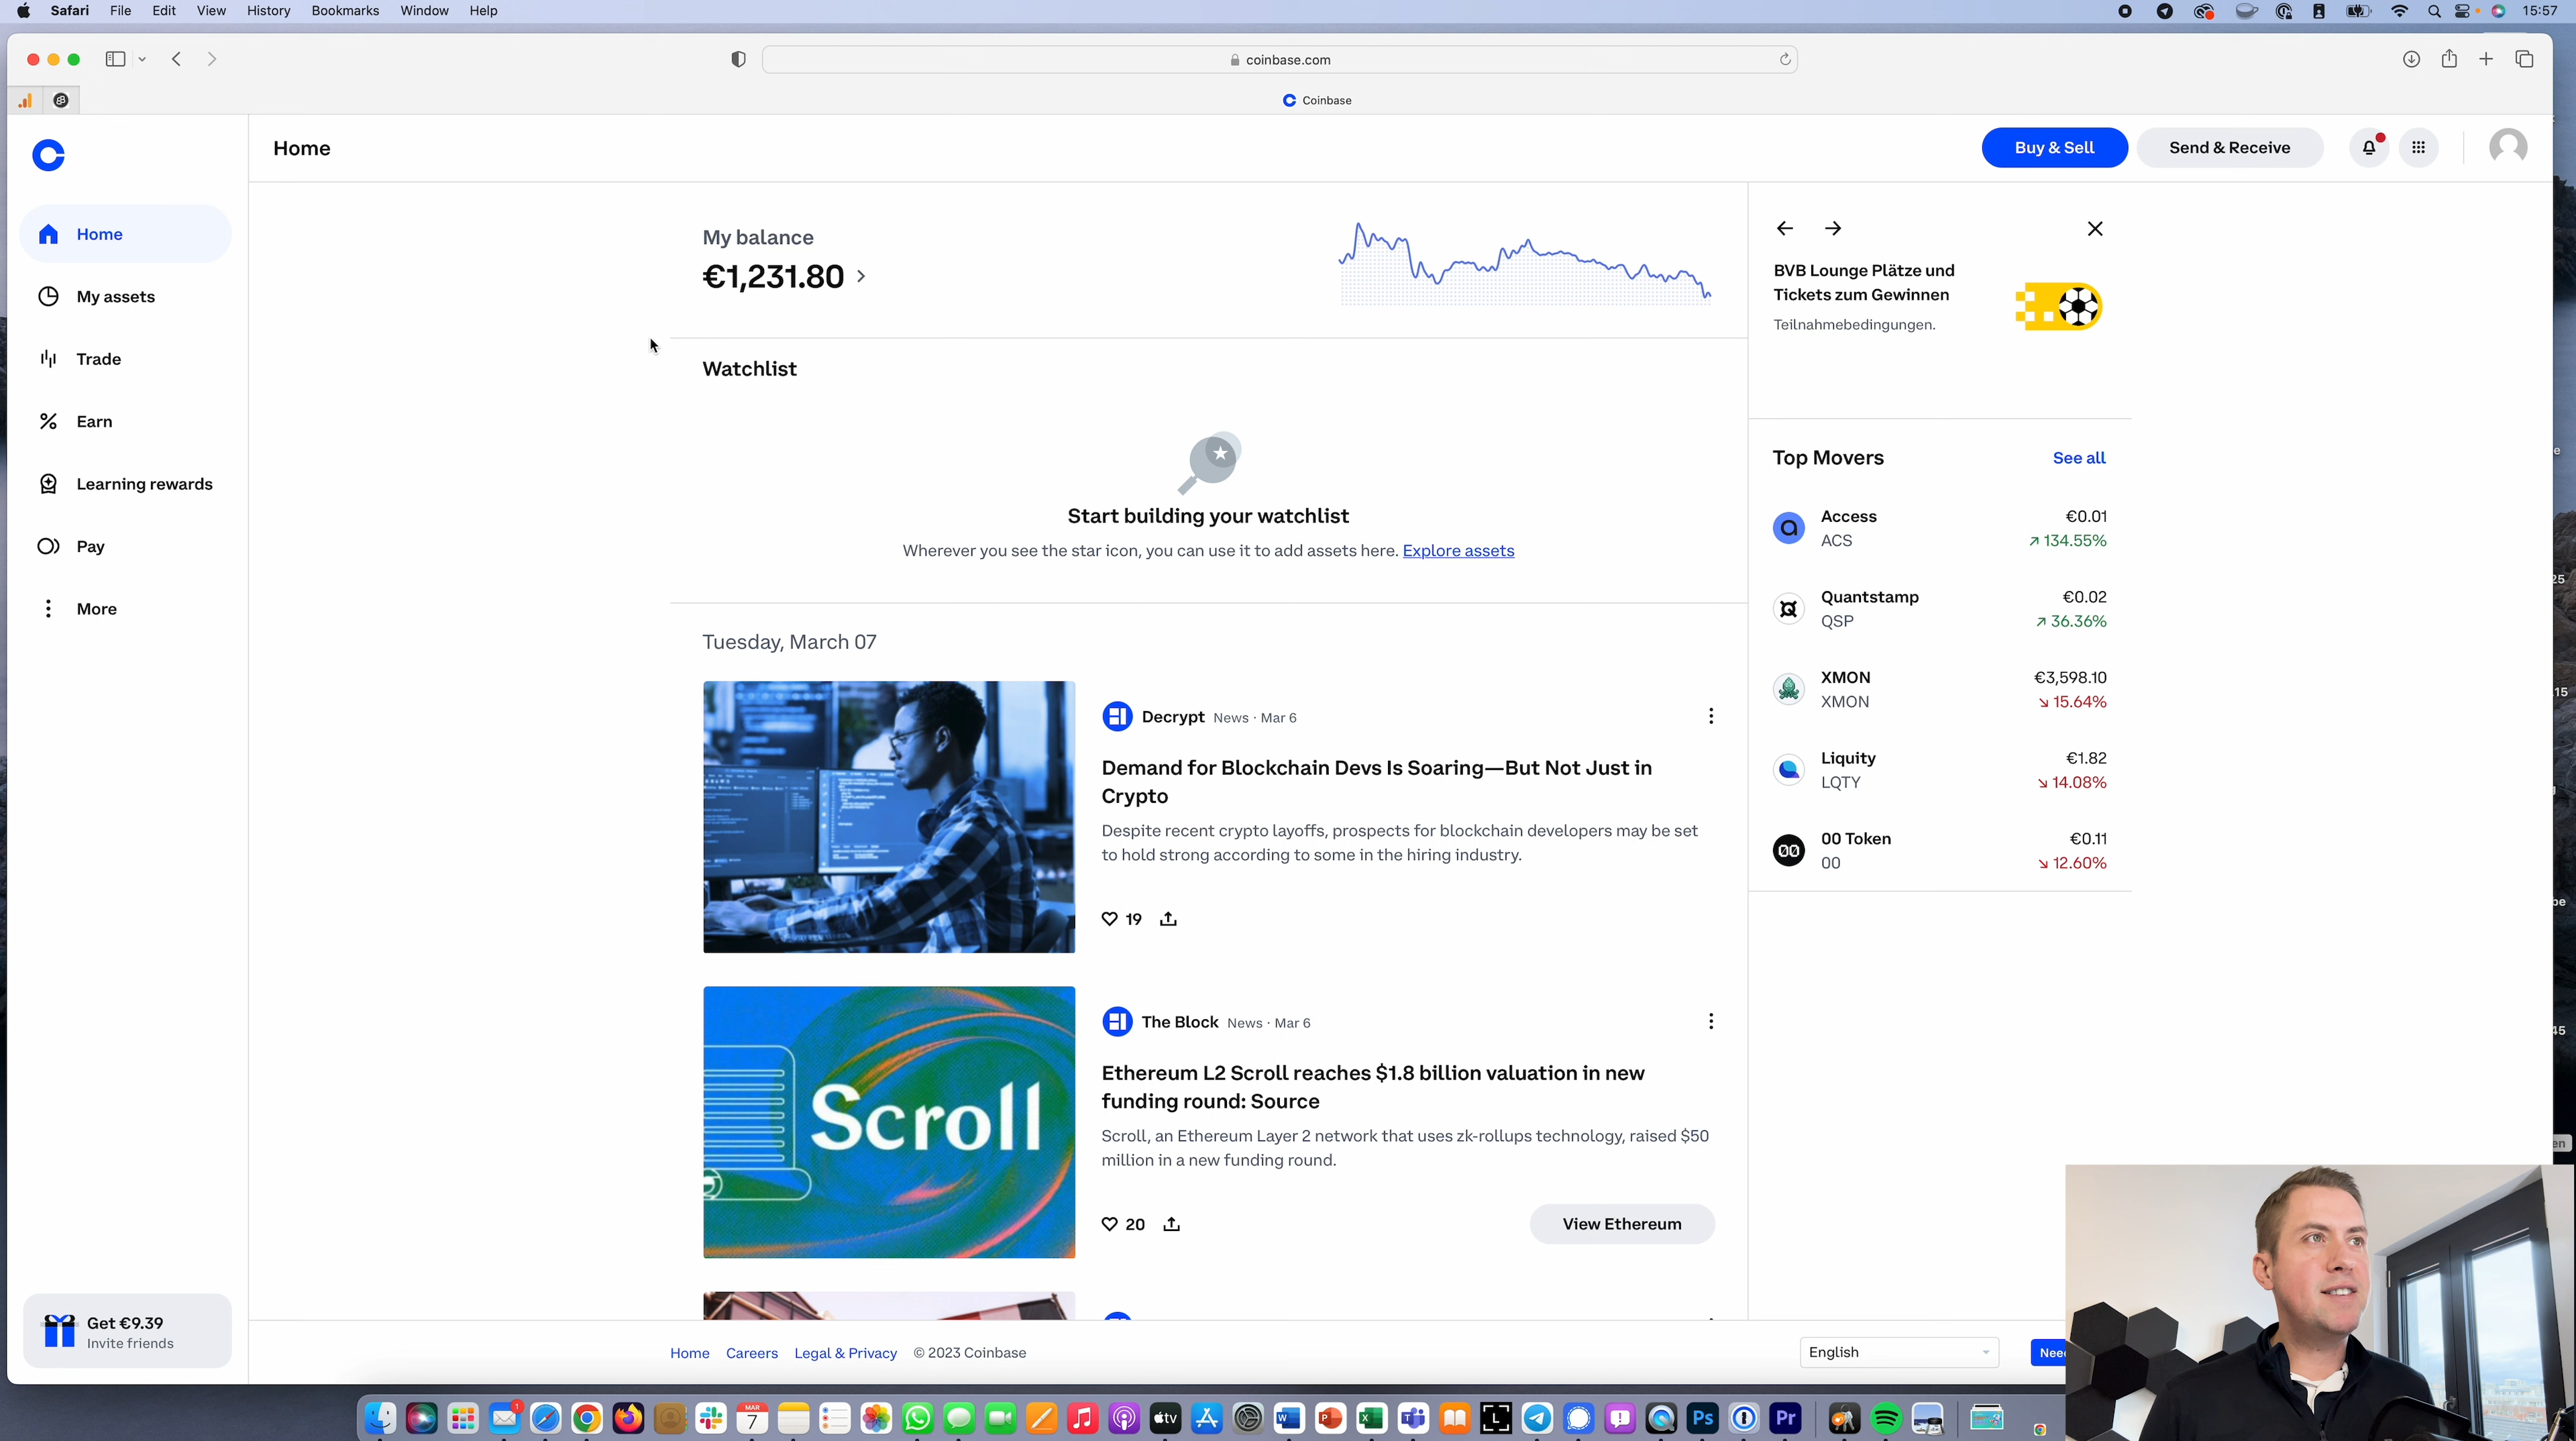 Safari File Edit View History Bookmarks Window Help 15:57
coinbase.com
Coinbase
Home
Buy & Sell
Send & Receive
Home
My assets
Trade
Earn
Learning rewards
Pay
More
Get €9.39
Invite friends
My balance
€1,231.80
Watchlist
Start building your watchlist
Wherever you see the star icon, you can use it to add assets here. Explore assets
Tuesday, March 07
Decrypt News · Mar 6
Demand for Blockchain Devs Is Soaring—But Not Just in
Crypto
Despite recent crypto layoffs, prospects for blockchain developers may be set
to hold strong according to some in the hiring industry.
19
Scroll
The Block News · Mar 6
Ethereum L2 Scroll reaches $1.8 billion valuation in new
funding round: Source
Scroll, an Ethereum Layer 2 network that uses zk-rollups technology, raised $50
million in a new funding round.
20
View Ethereum
BVB Lounge Plätze und
Tickets zum Gewinnen
Teilnahmebedingungen.
Top Movers See all
Access €0.01
ACS 134.55%
Quantstamp €0.02
QSP 36.36%
XMON €3,598.10
XMON 15.64%
Liquity €1.82
LQTY 14.08%
00 Token €0.11
00 12.60%
Home Careers Legal & Privacy © 2023 Coinbase
English
Need
MAR
7
tv
Ps
Pr